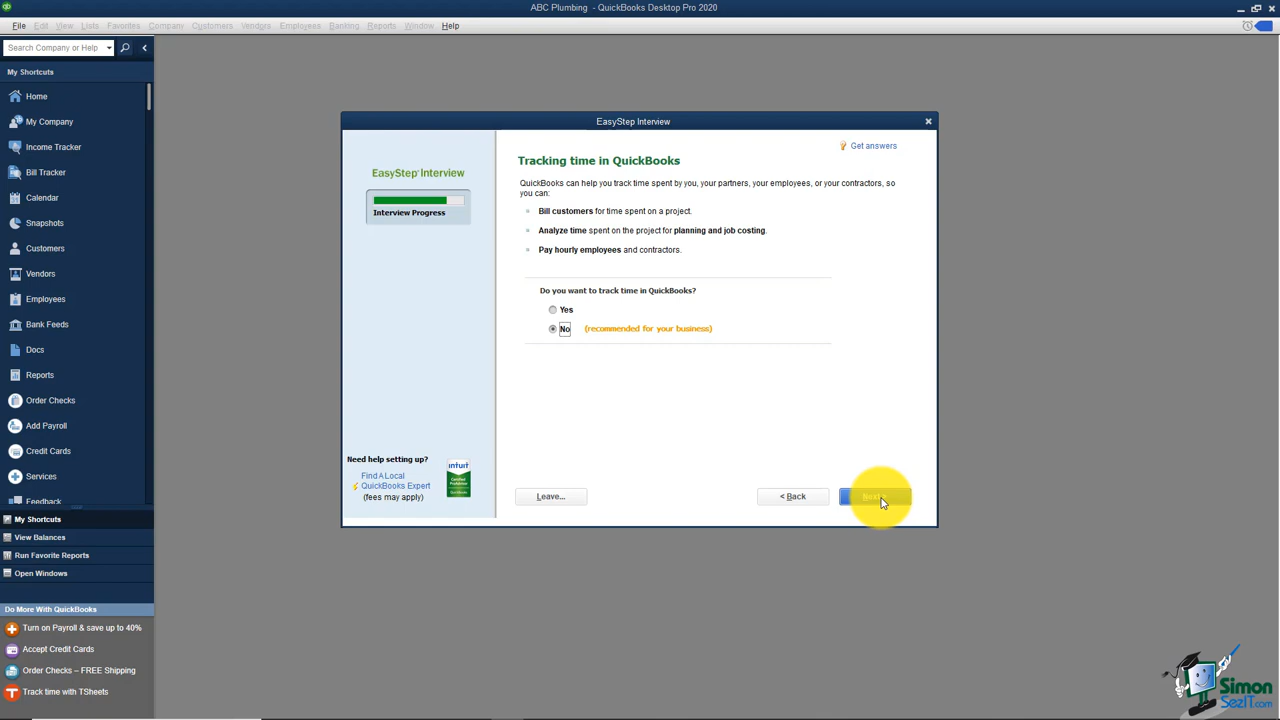 ABC Plumbing - QuickBooks Desktop Pro 2020
File Edit View Lists Favorites Company Customers Vendors Employees Banking Reports Window Help
Search Company or Help
My Shortcuts
Home
My Company
Income Tracker
Bill Tracker
Calendar
Snapshots
Customers
Vendors
Employees
Bank Feeds
Docs
Reports
Order Checks
Add Payroll
Credit Cards
Services
Feedback
My Shortcuts
View Balances
Run Favorite Reports
Open Windows
Do More With QuickBooks
Turn on Payroll & save up to 40%
Accept Credit Cards
Order Checks – FREE Shipping
Track time with TSheets
EasyStep Interview
Get answers
EasyStep Interview
Interview Progress
Tracking time in QuickBooks
QuickBooks can help you track time spent by you, your partners, your employees, or your contractors, so
you can:
Bill customers for time spent on a project.
Analyze time spent on the project for planning and job costing.
Pay hourly employees and contractors.
Do you want to track time in QuickBooks?
Yes
No (recommended for your business)
Need help setting up?
Find A Local
QuickBooks Expert
(fees may apply)
intuit
Leave...
< Back
Next >
Simon
SezIT.com